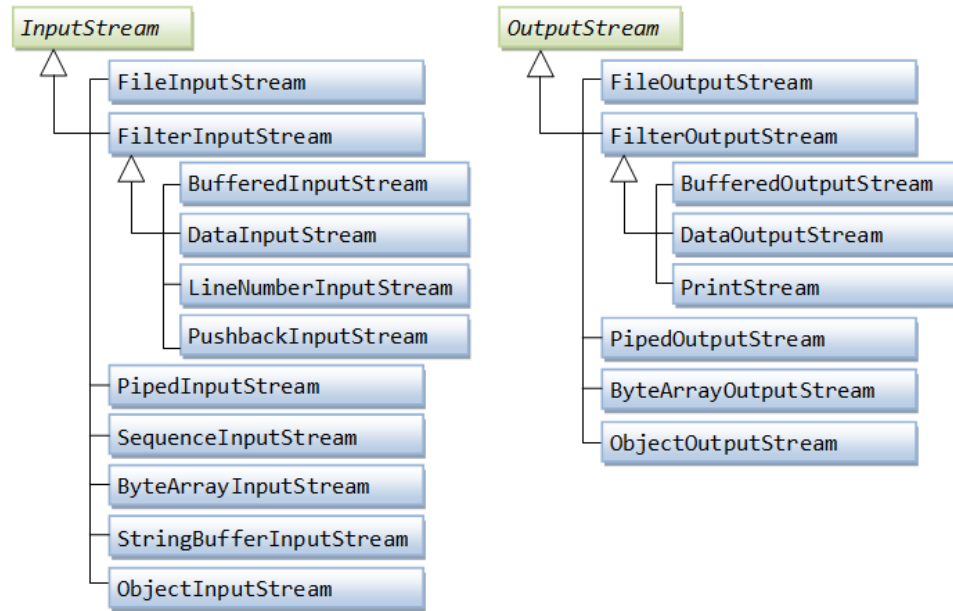 InputStream
FileInputStream
FilterInputStream
BufferedInputStream
DataInputStream
LineNumberInputStream
PushbackInputStream
PipedInputStream
SequenceInputStream
ByteArrayInputStream
StringBufferInputStream
ObjectInputStream
OutputStream
FileOutputStream
FilterOutputStream
BufferedOutputStream
DataOutputStream
PrintStream
PipedOutputStream
ByteArrayOutputStream
ObjectOutputStream